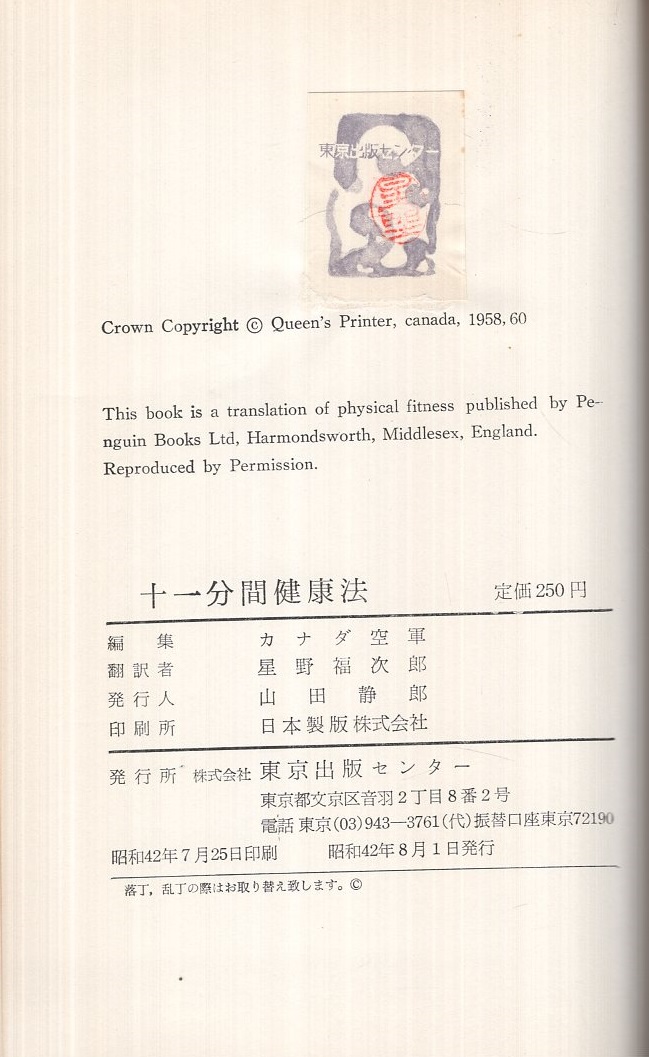 東京出版センター
Crown Copyright © Queen's Printer, canada, 1958, 60
This book is a translation of physical fitness published by Pe-
nguin Books Ltd, Harmondsworth, Middlesex, England.
Reproduced by Permission.
十一分間健康法 定価250円
編集 カナダ空軍
翻訳者 星野福次郎
発行人 山田静郎
印刷所 日本製版株式会社
発行所 株式会社 東京出版センター
東京都文京区音羽2丁目8番2号
電話 東京(03)943—3761(代)振替口座東京72190
昭和42年7月25日印刷 昭和42年8月1日発行
落丁，乱丁の際はお取り替え致します。©